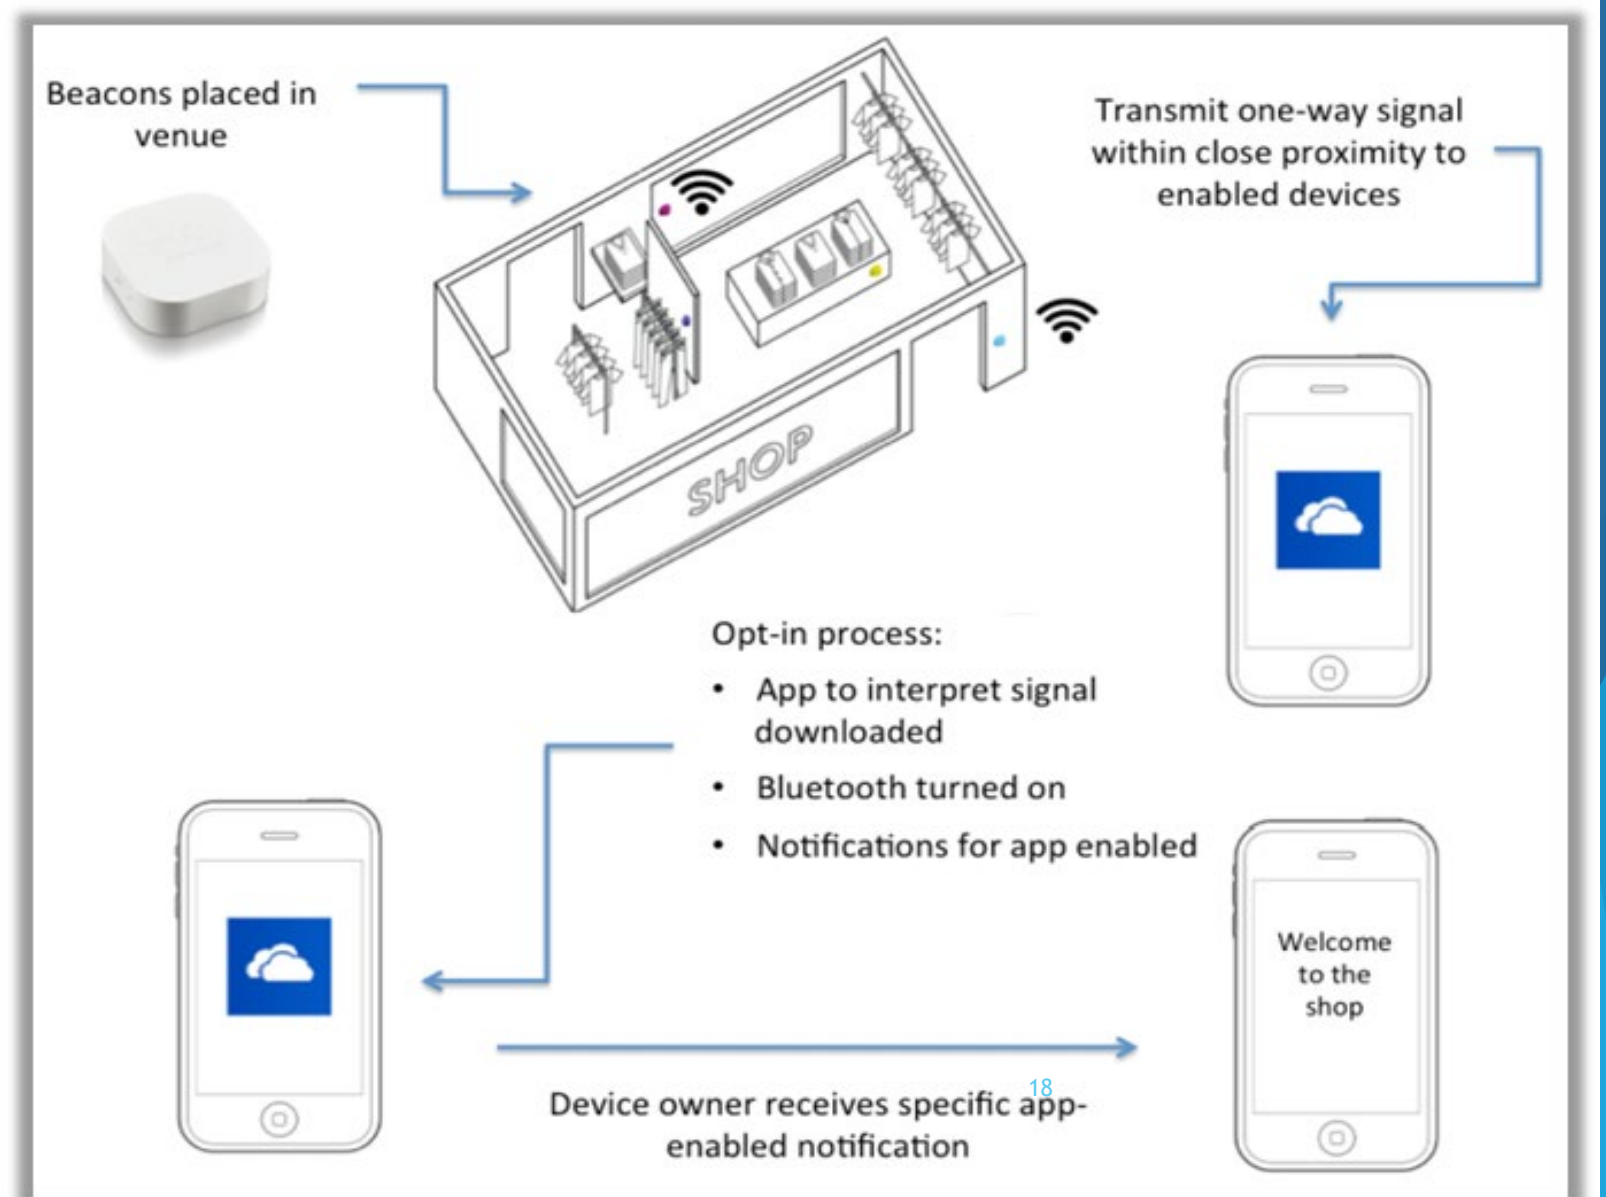 Beacons placed in
venue
Transmit one-way signal
within close proximity to
enabled devices
SHOP
Opt-in process:
• App to interpret signal
downloaded
• Bluetooth turned on
• Notifications for app enabled
Welcome
to the
shop
18
Device owner receives specific app-
enabled notification